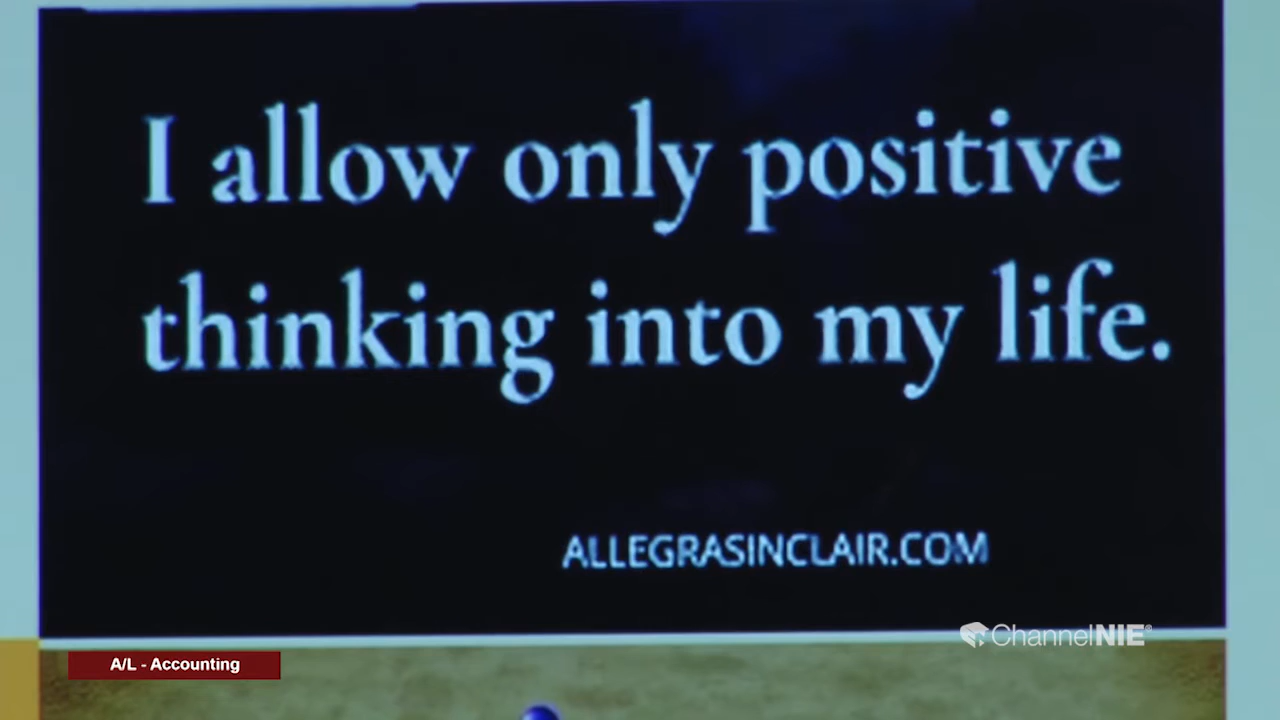 I allow only positive
thinking into my life.
ALLEGRASINCLAIR.COM
ChannelNIE®
A/L - Accounting